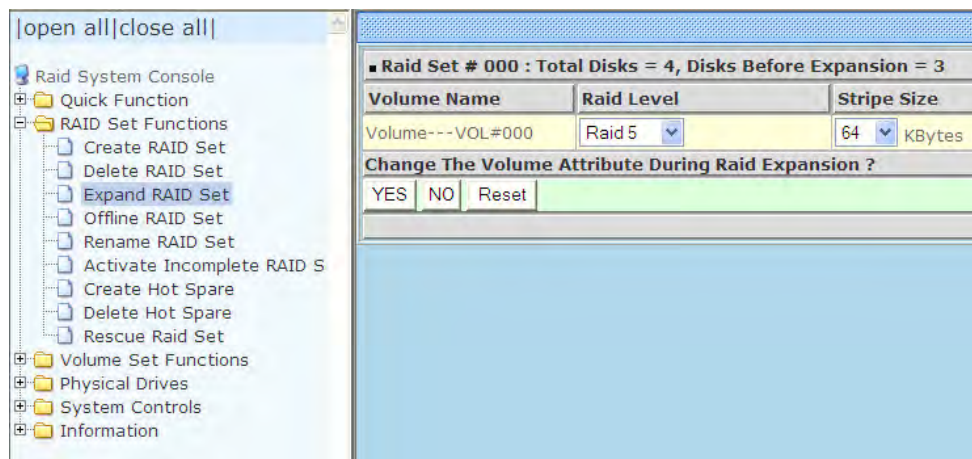 |open all|close all|
Raid System Console
Quick Function
RAID Set Functions
Create RAID Set
Delete RAID Set
Expand RAID Set
Offline RAID Set
Rename RAID Set
Activate Incomplete RAID S
Create Hot Spare
Delete Hot Spare
Rescue Raid Set
Volume Set Functions
Physical Drives
System Controls
Information
Raid Set # 000 : Total Disks = 4, Disks Before Expansion = 3
Volume Name Raid Level Stripe Size
Volume---VOL#000 Raid 5 64 KBytes
Change The Volume Attribute During Raid Expansion ?
YES NO Reset